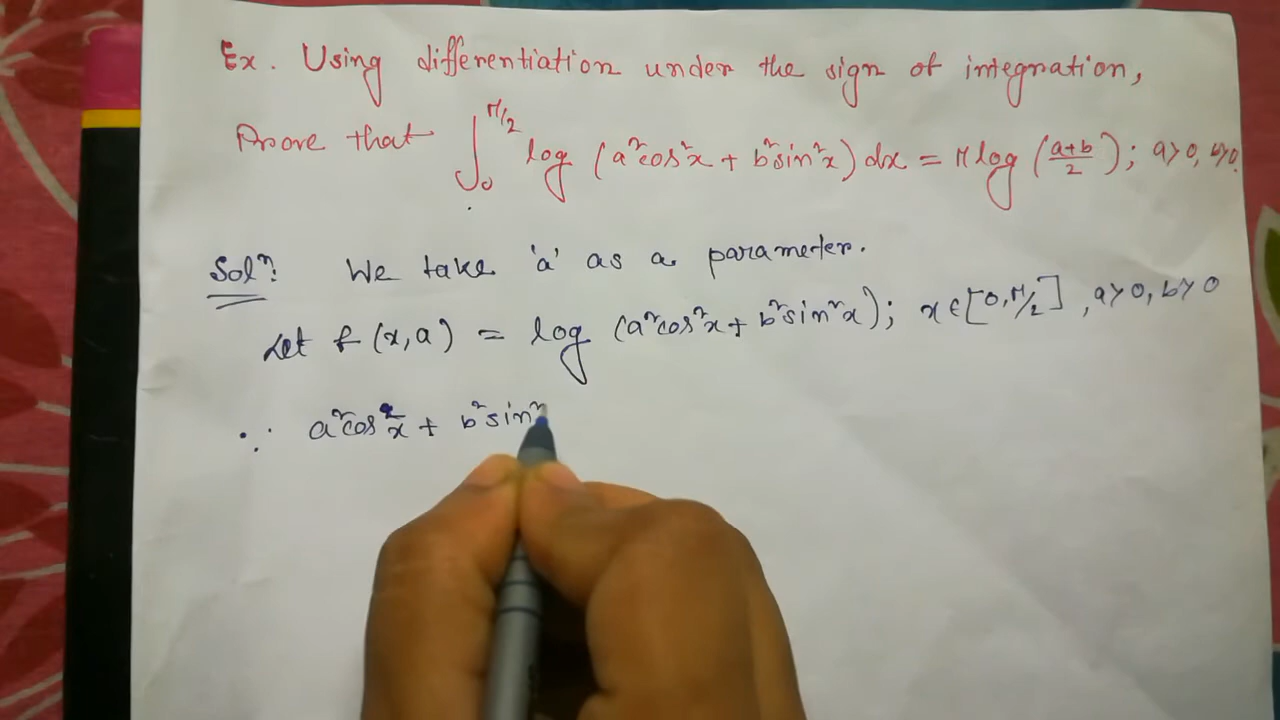 Ex. Using differentiation under the sign of integration,
Prove that ∫₀^{π/2} log (a²cos²x + b²sin²x) dx = π log (a+b/2); a>0, b>0.
Solⁿ: We take 'a' as a parameter.
Let f (x,a) = log (a²cos²x + b²sin²x); x ∈ [0, π/2], a>0, b>0
∵ a²cos²x + b²sin²